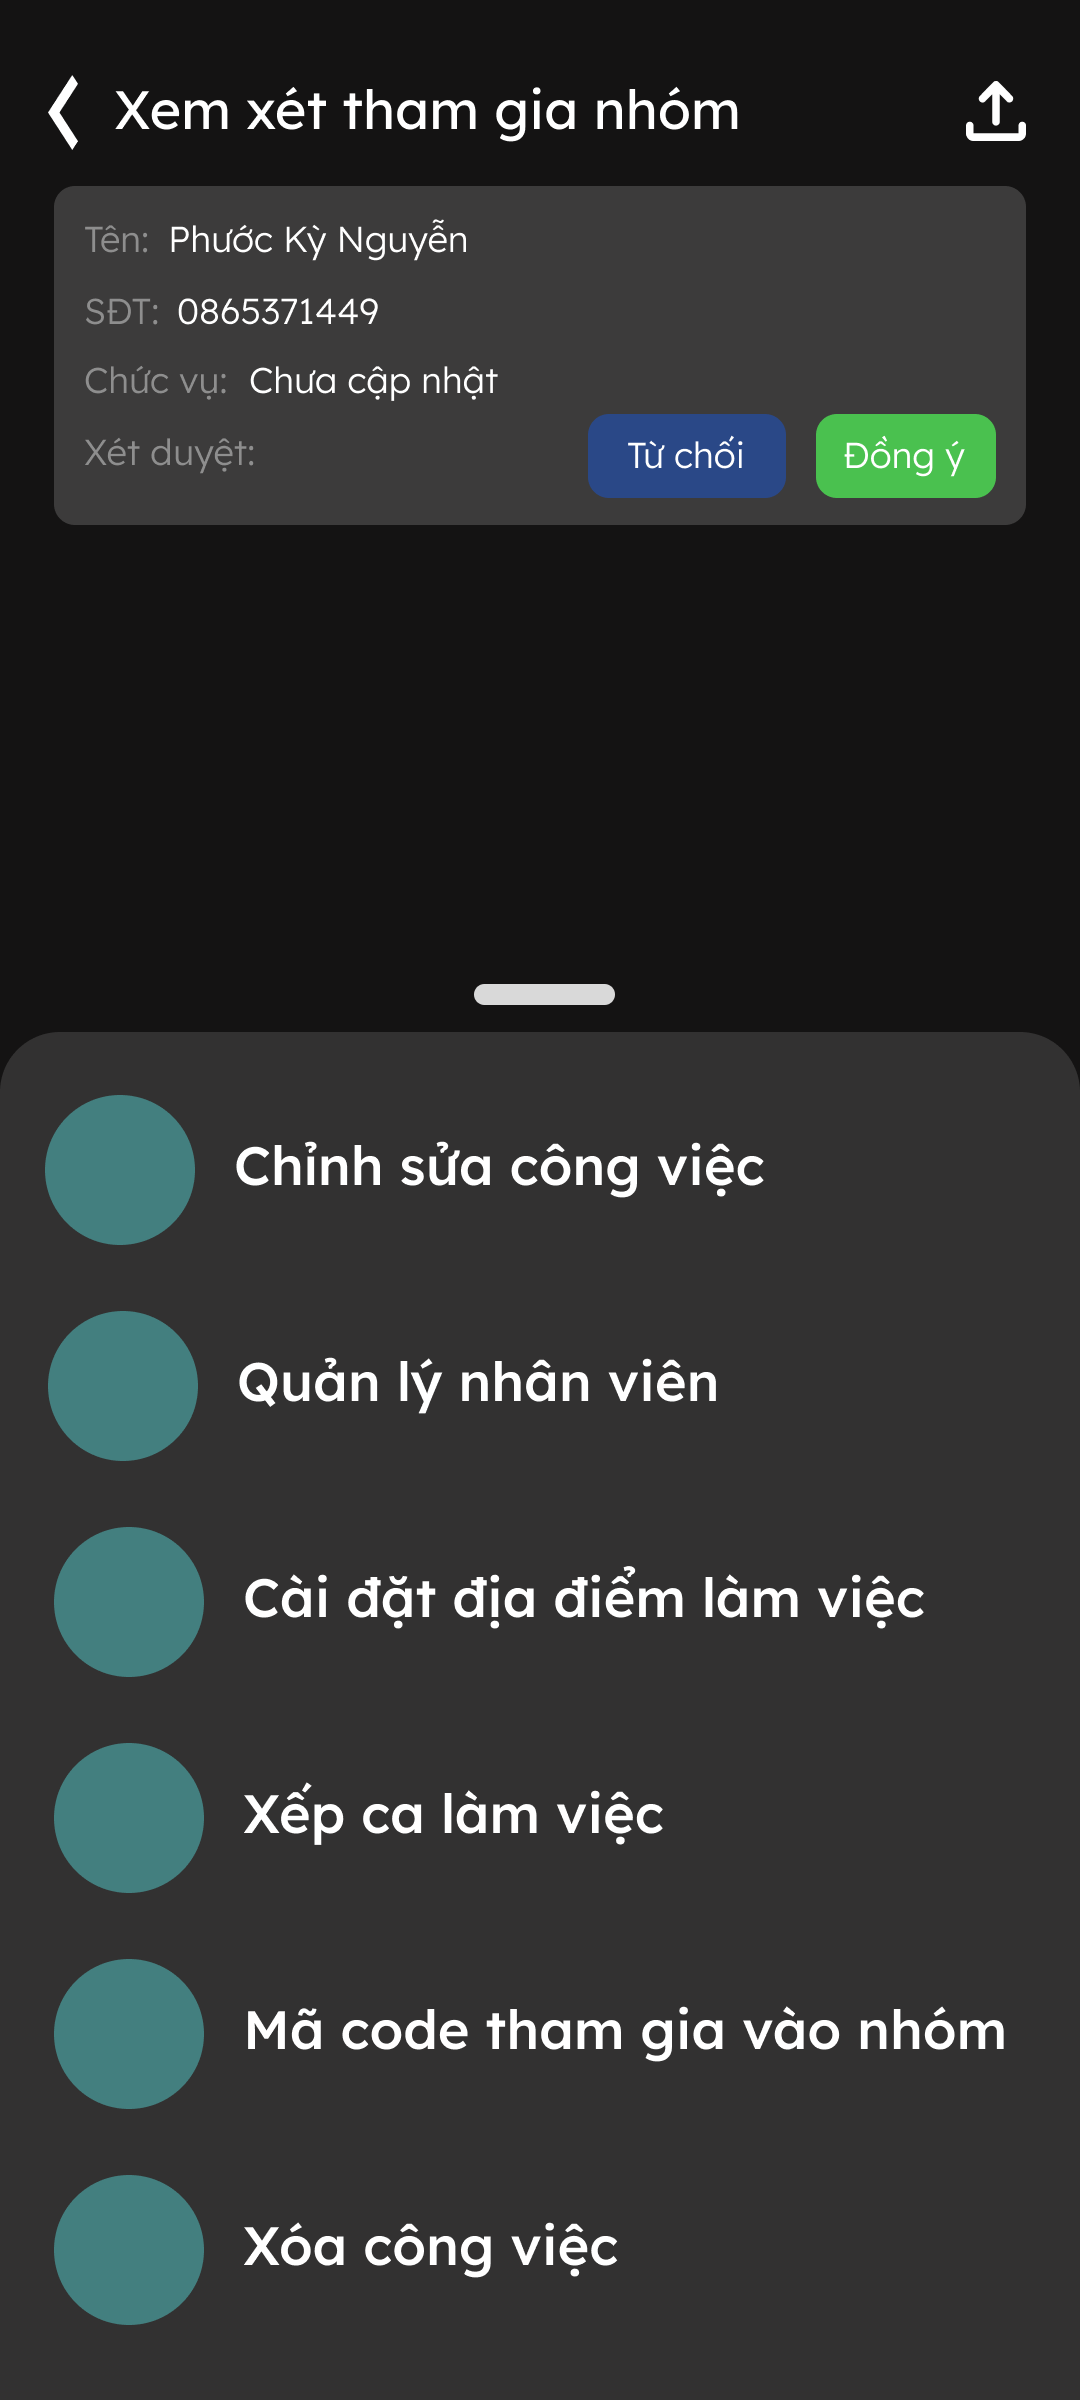 Xem xét tham gia nhóm
Tên: Phước Kỳ Nguyễn
SĐT: 0865371449
Chức vụ: Chưa cập nhật
Xét duyệt: Từ chối Đồng ý
Chỉnh sửa công việc
Quản lý nhân viên
Cài đặt địa điểm làm việc
Xếp ca làm việc
Mã code tham gia vào nhóm
Xóa công việc